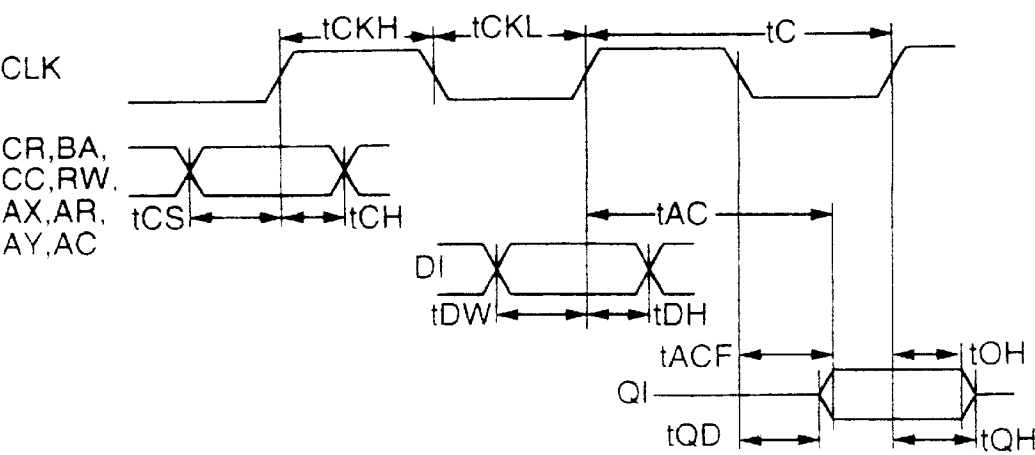 tCKH tCKL tC
CLK
CR,BA,
CC,RW,
AX,AR,
AY,AC
tCS tCH tAC
DI
tDW tDH
tACF tOH
QI
tQD tQH